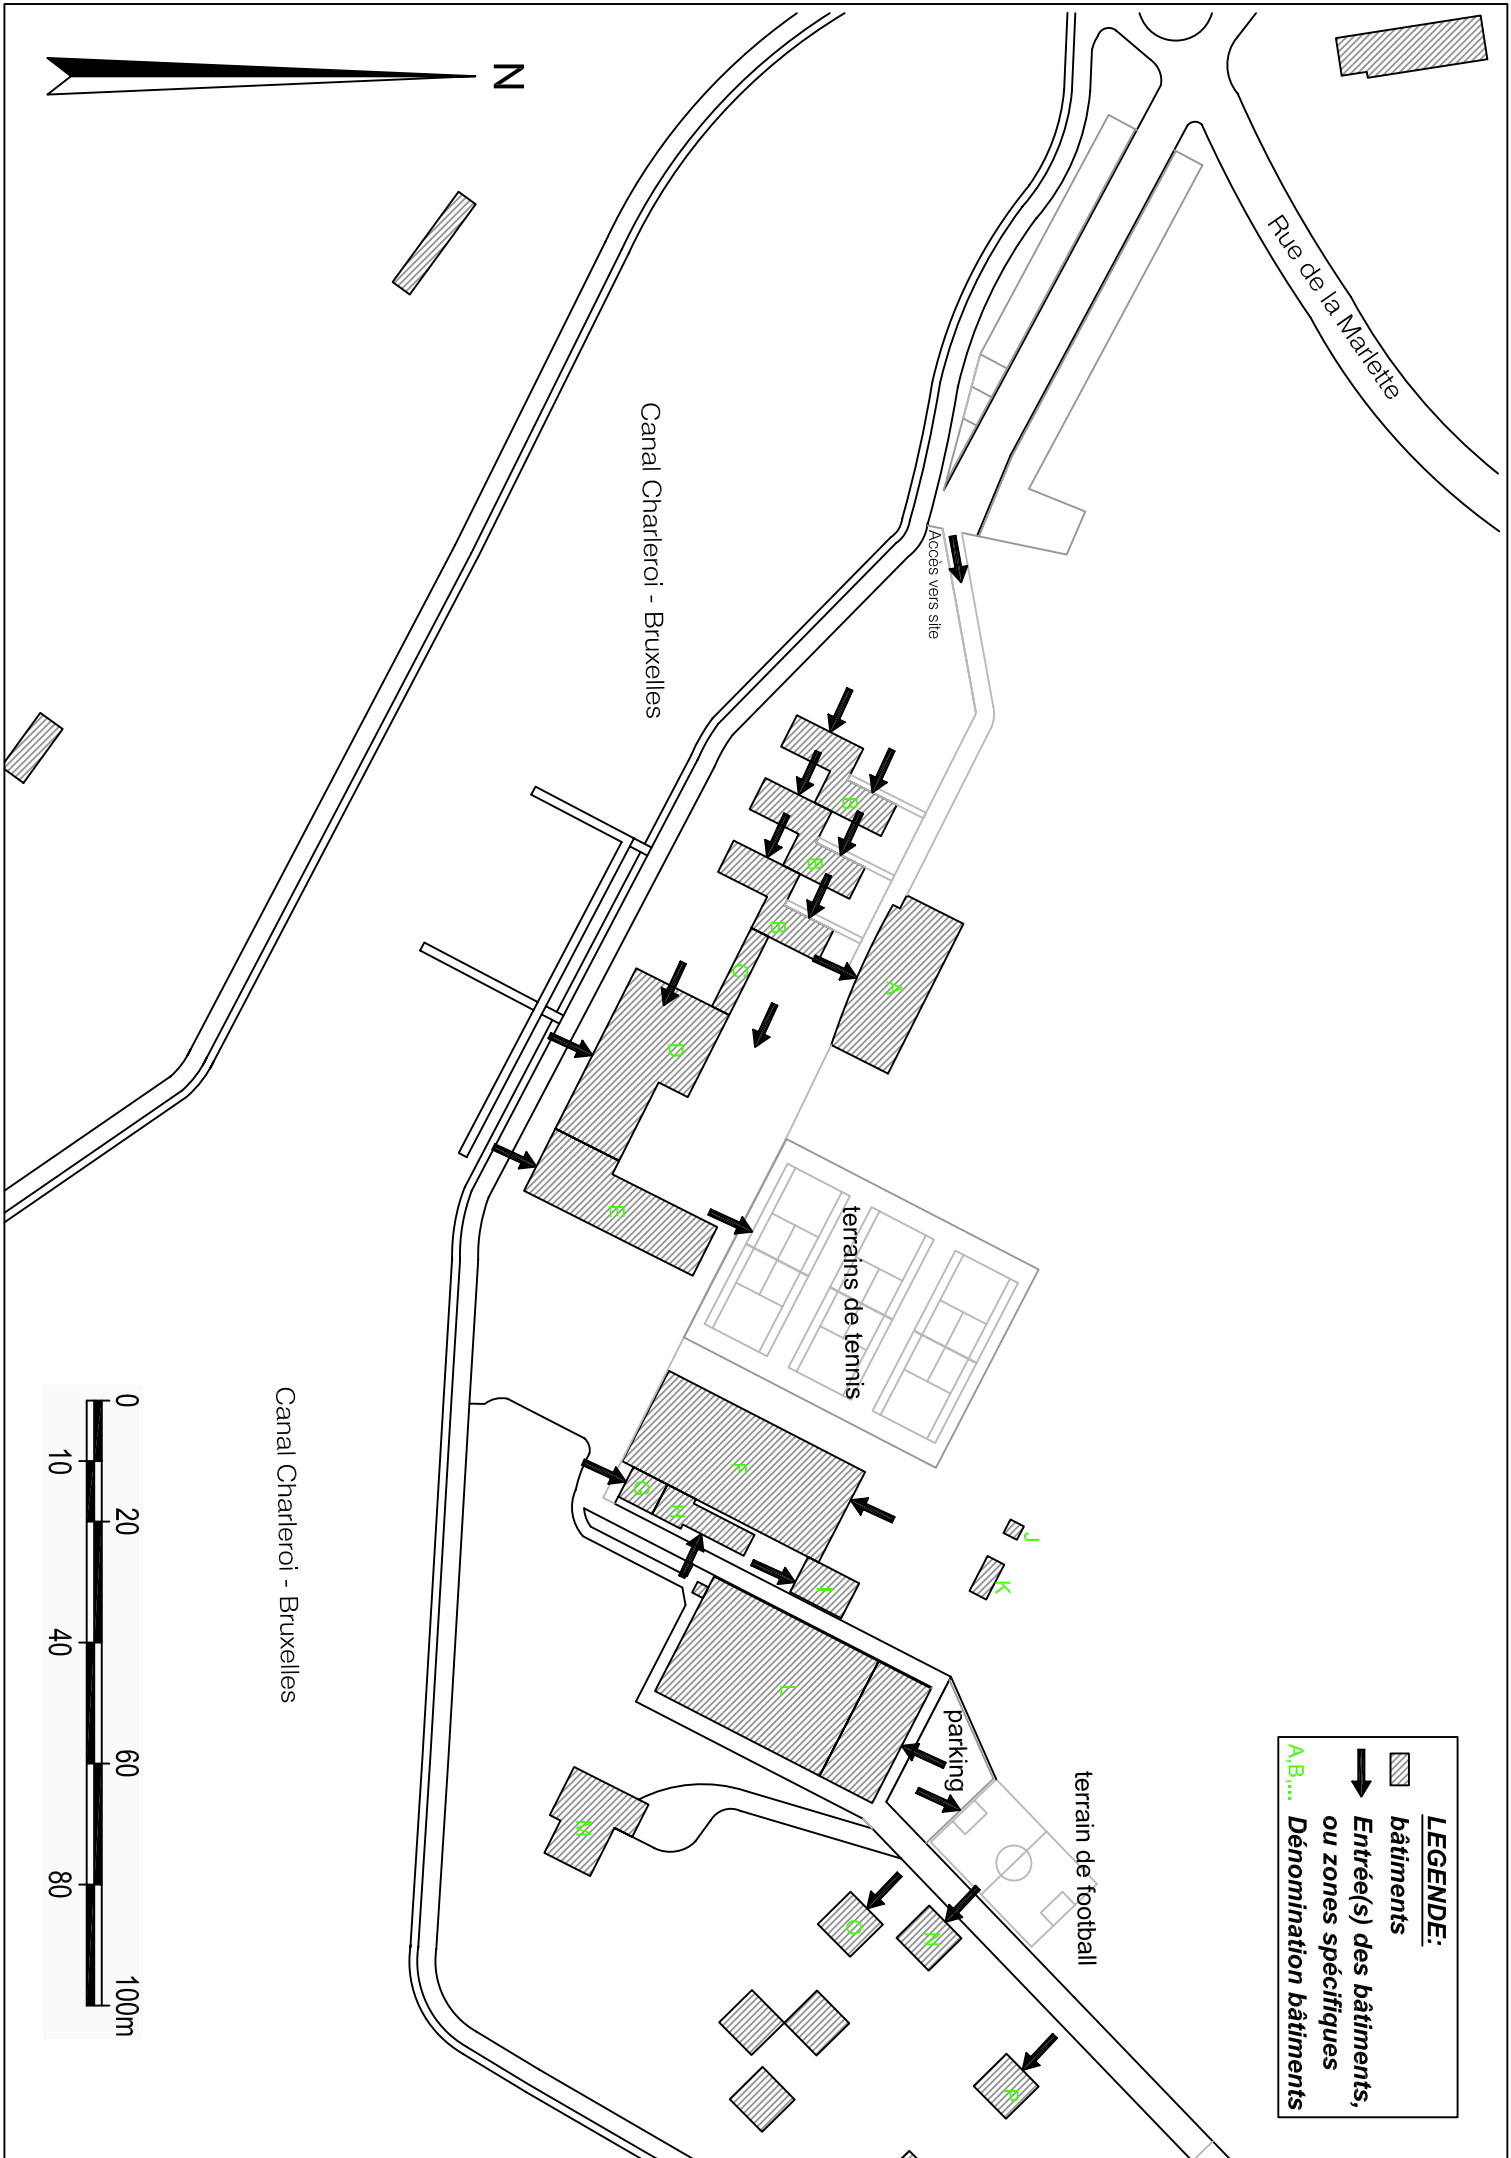 LEGENDE:
bâtiments
Entrée(s) des bâtiments,
ou zones spécifiques
A,B,... Dénomination bâtiments
N
Rue de la Marlette
Canal Charleroi - Bruxelles
Accès vers site
B
B
B
C
A
D
E
terrains de tennis
F
G
H
I
J
K
L
parking
terrain de football
M
O
N
P
Canal Charleroi - Bruxelles
0
10
20
40
60
80
100m